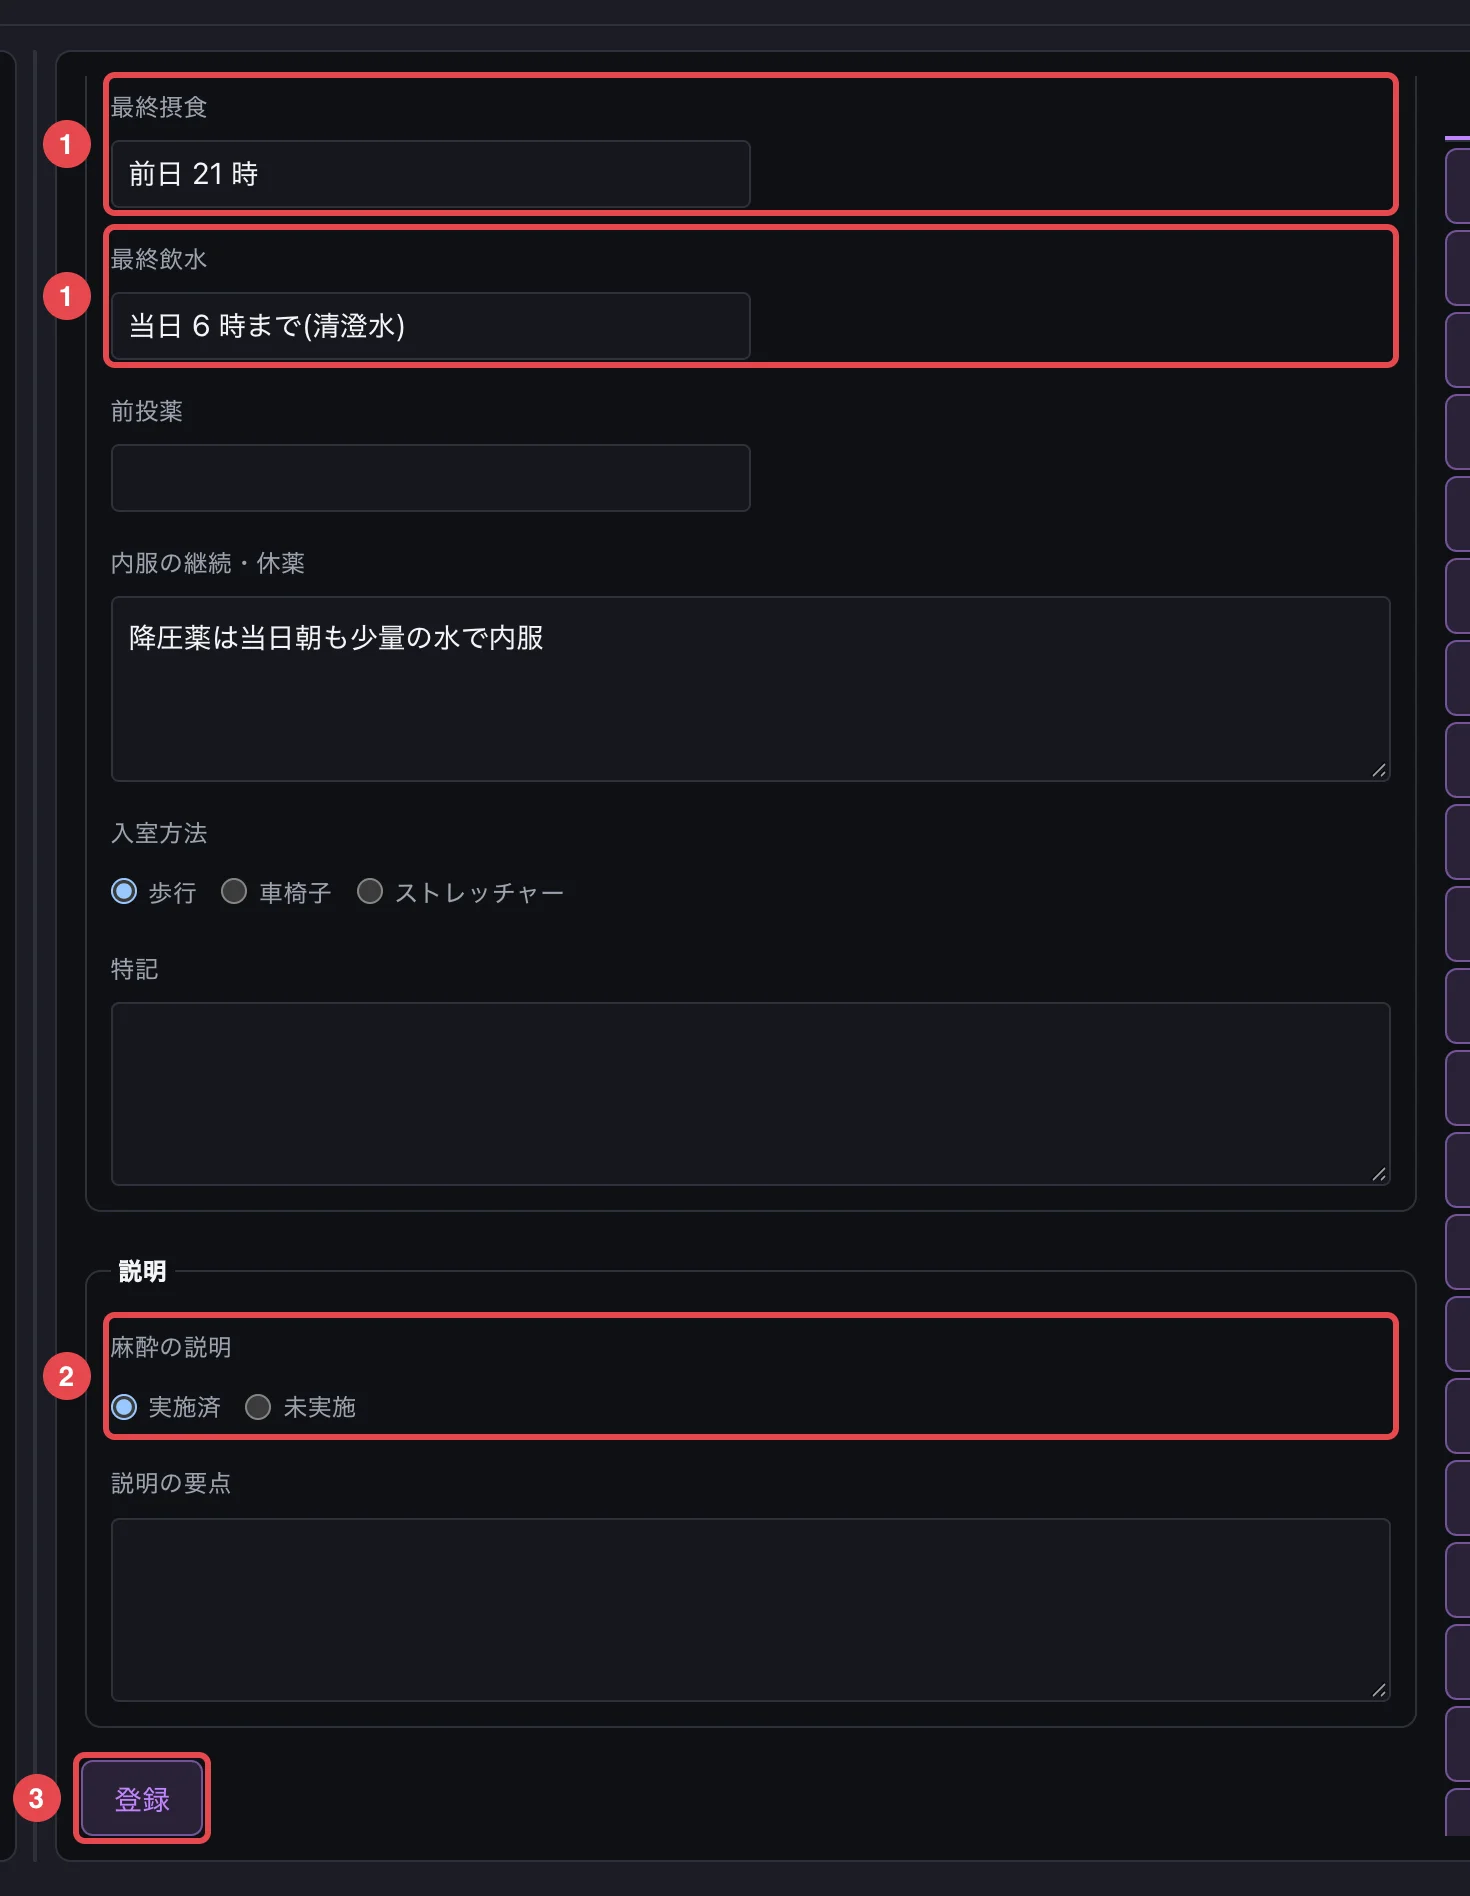 最終摂食
1
前日 21 時
最終飲水
1
当日 6 時まで(清澄水)
前投薬
内服の継続・休薬
降圧薬は当日朝も少量の水で内服
入室方法
歩行 車椅子 ストレッチャー
特記
説明
麻酔の説明
2
実施済 未実施
説明の要点
3
登録